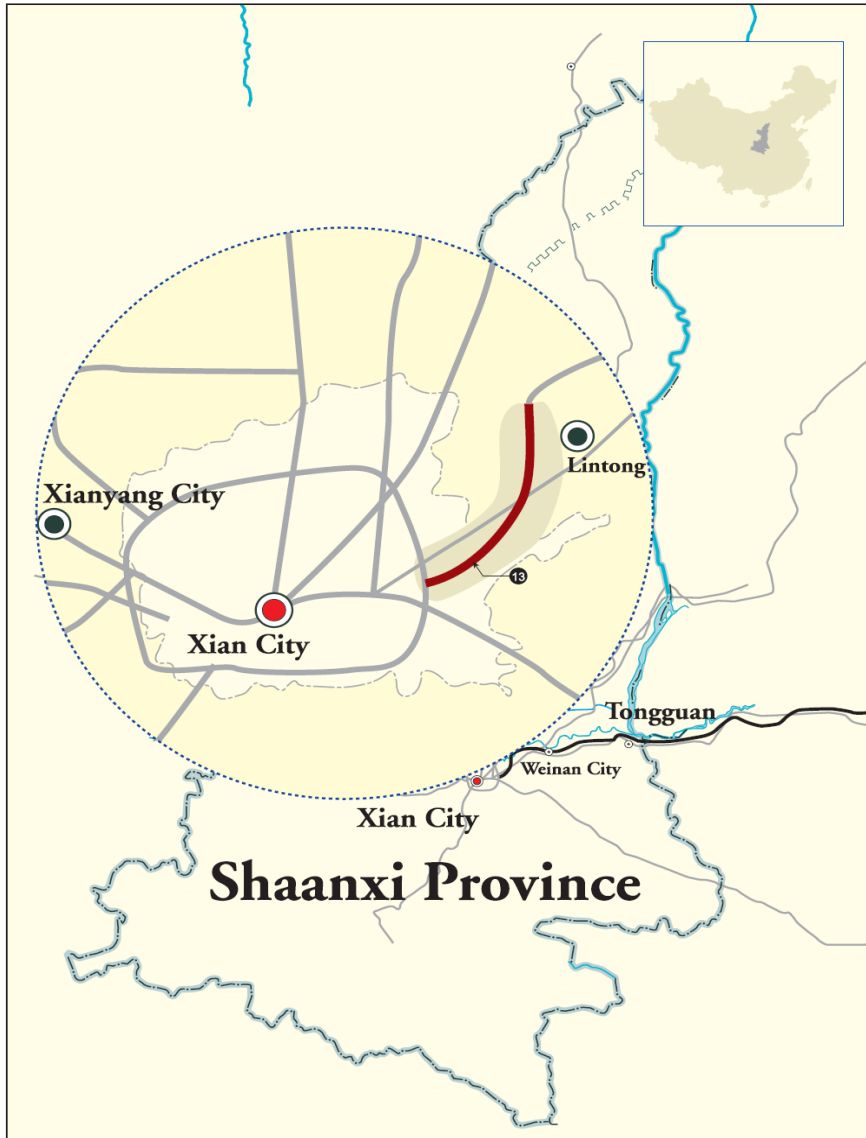 Lintong
Xianyang City
13
Xian City
Tongguan
Weinan City
Xian City
Shaanxi Province